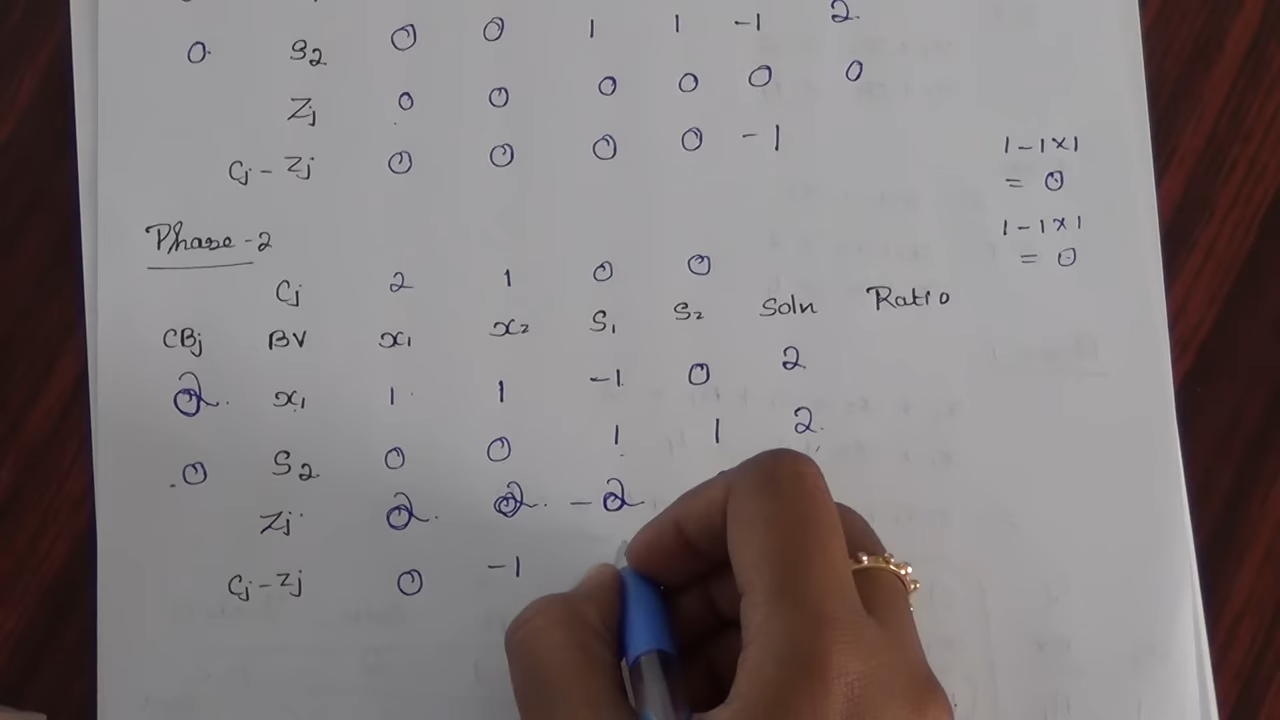 0 S2 0 0 1 1 -1 2
Zj 0 0 0 0 0 0
Cj - Zj 0 0 0 0 -1
1-1×1
= 0
1-1×1
= 0
Phase-2
Cj 2 1 0 0
CBj BV x1 x2 S1 S2 Soln Ratio
2 x1 1 1 -1 0 2
0 S2 0 0 1 1 2
Zj 2 2 -2
Cj-Zj 0 -1